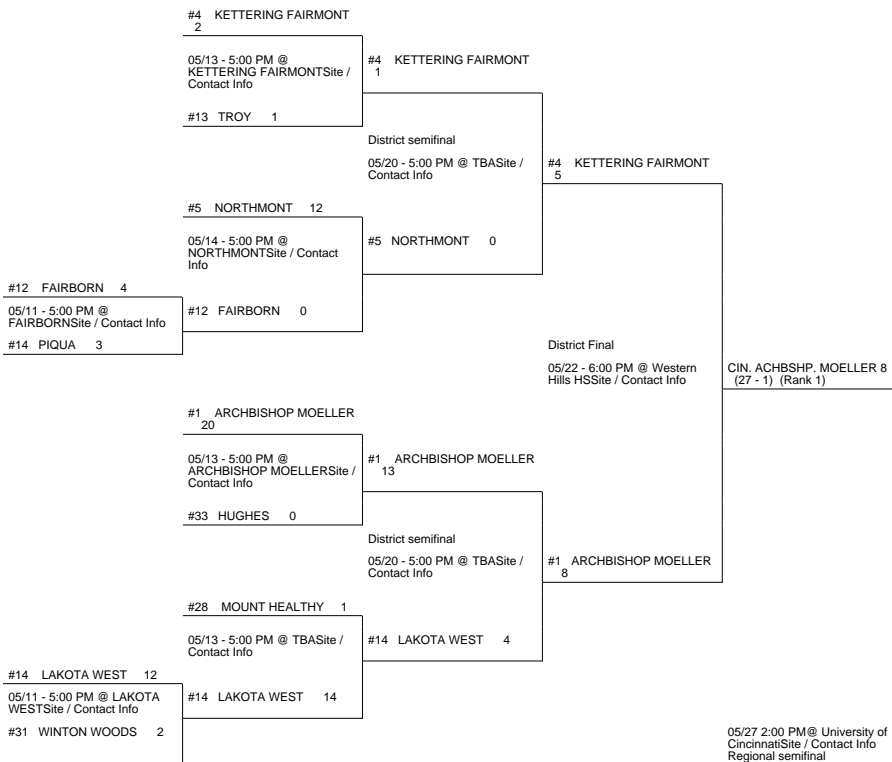 #4 KETTERING FAIRMONT
2
05/13 - 5:00 PM @
KETTERING FAIRMONTSite /
Contact Info
#13 TROY 1
#4 KETTERING FAIRMONT
1
District semifinal
05/20 - 5:00 PM @ TBASite /
Contact Info
#4 KETTERING FAIRMONT
5
#5 NORTHMONT 12
05/14 - 5:00 PM @
NORTHMONTSite / Contact
Info
#5 NORTHMONT 0
#12 FAIRBORN 4
05/11 - 5:00 PM @
FAIRBORNSite / Contact Info
#14 PIQUA 3
#12 FAIRBORN 0
District Final
05/22 - 6:00 PM @ Western
Hills HSSite / Contact Info
CIN. ACHBSHP. MOELLER 8
(27 - 1) (Rank 1)
#1 ARCHBISHOP MOELLER
20
05/13 - 5:00 PM @
ARCHBISHOP MOELLERSite /
Contact Info
#33 HUGHES 0
#1 ARCHBISHOP MOELLER
13
District semifinal
05/20 - 5:00 PM @ TBASite /
Contact Info
#1 ARCHBISHOP MOELLER
8
#28 MOUNT HEALTHY 1
05/13 - 5:00 PM @ TBASite /
Contact Info
#14 LAKOTA WEST 4
#14 LAKOTA WEST 12
05/11 - 5:00 PM @ LAKOTA
WESTSite / Contact Info
#31 WINTON WOODS 2
#14 LAKOTA WEST 14
05/27 2:00 PM@ University of
CincinnatiSite / Contact Info
Regional semifinal